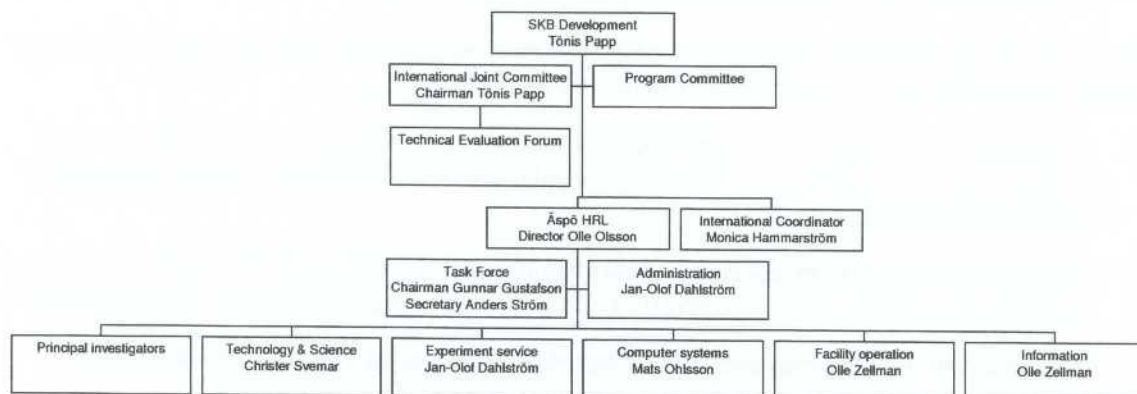 SKB Development
Tönis Papp
International Joint Committee
Chairman Tönis Papp
Program Committee
Technical Evaluation Forum
Äspö HRL
Director Olle Olsson
International Coordinator
Monica Hammarström
Task Force
Chairman Gunnar Gustafson
Secretary Anders Ström
Administration
Jan-Olof Dahlström
Principal investigators
Technology & Science
Christer Svemar
Experiment service
Jan-Olof Dahlström
Computer systems
Mats Ohlsson
Facility operation
Olle Zellman
Information
Olle Zellman